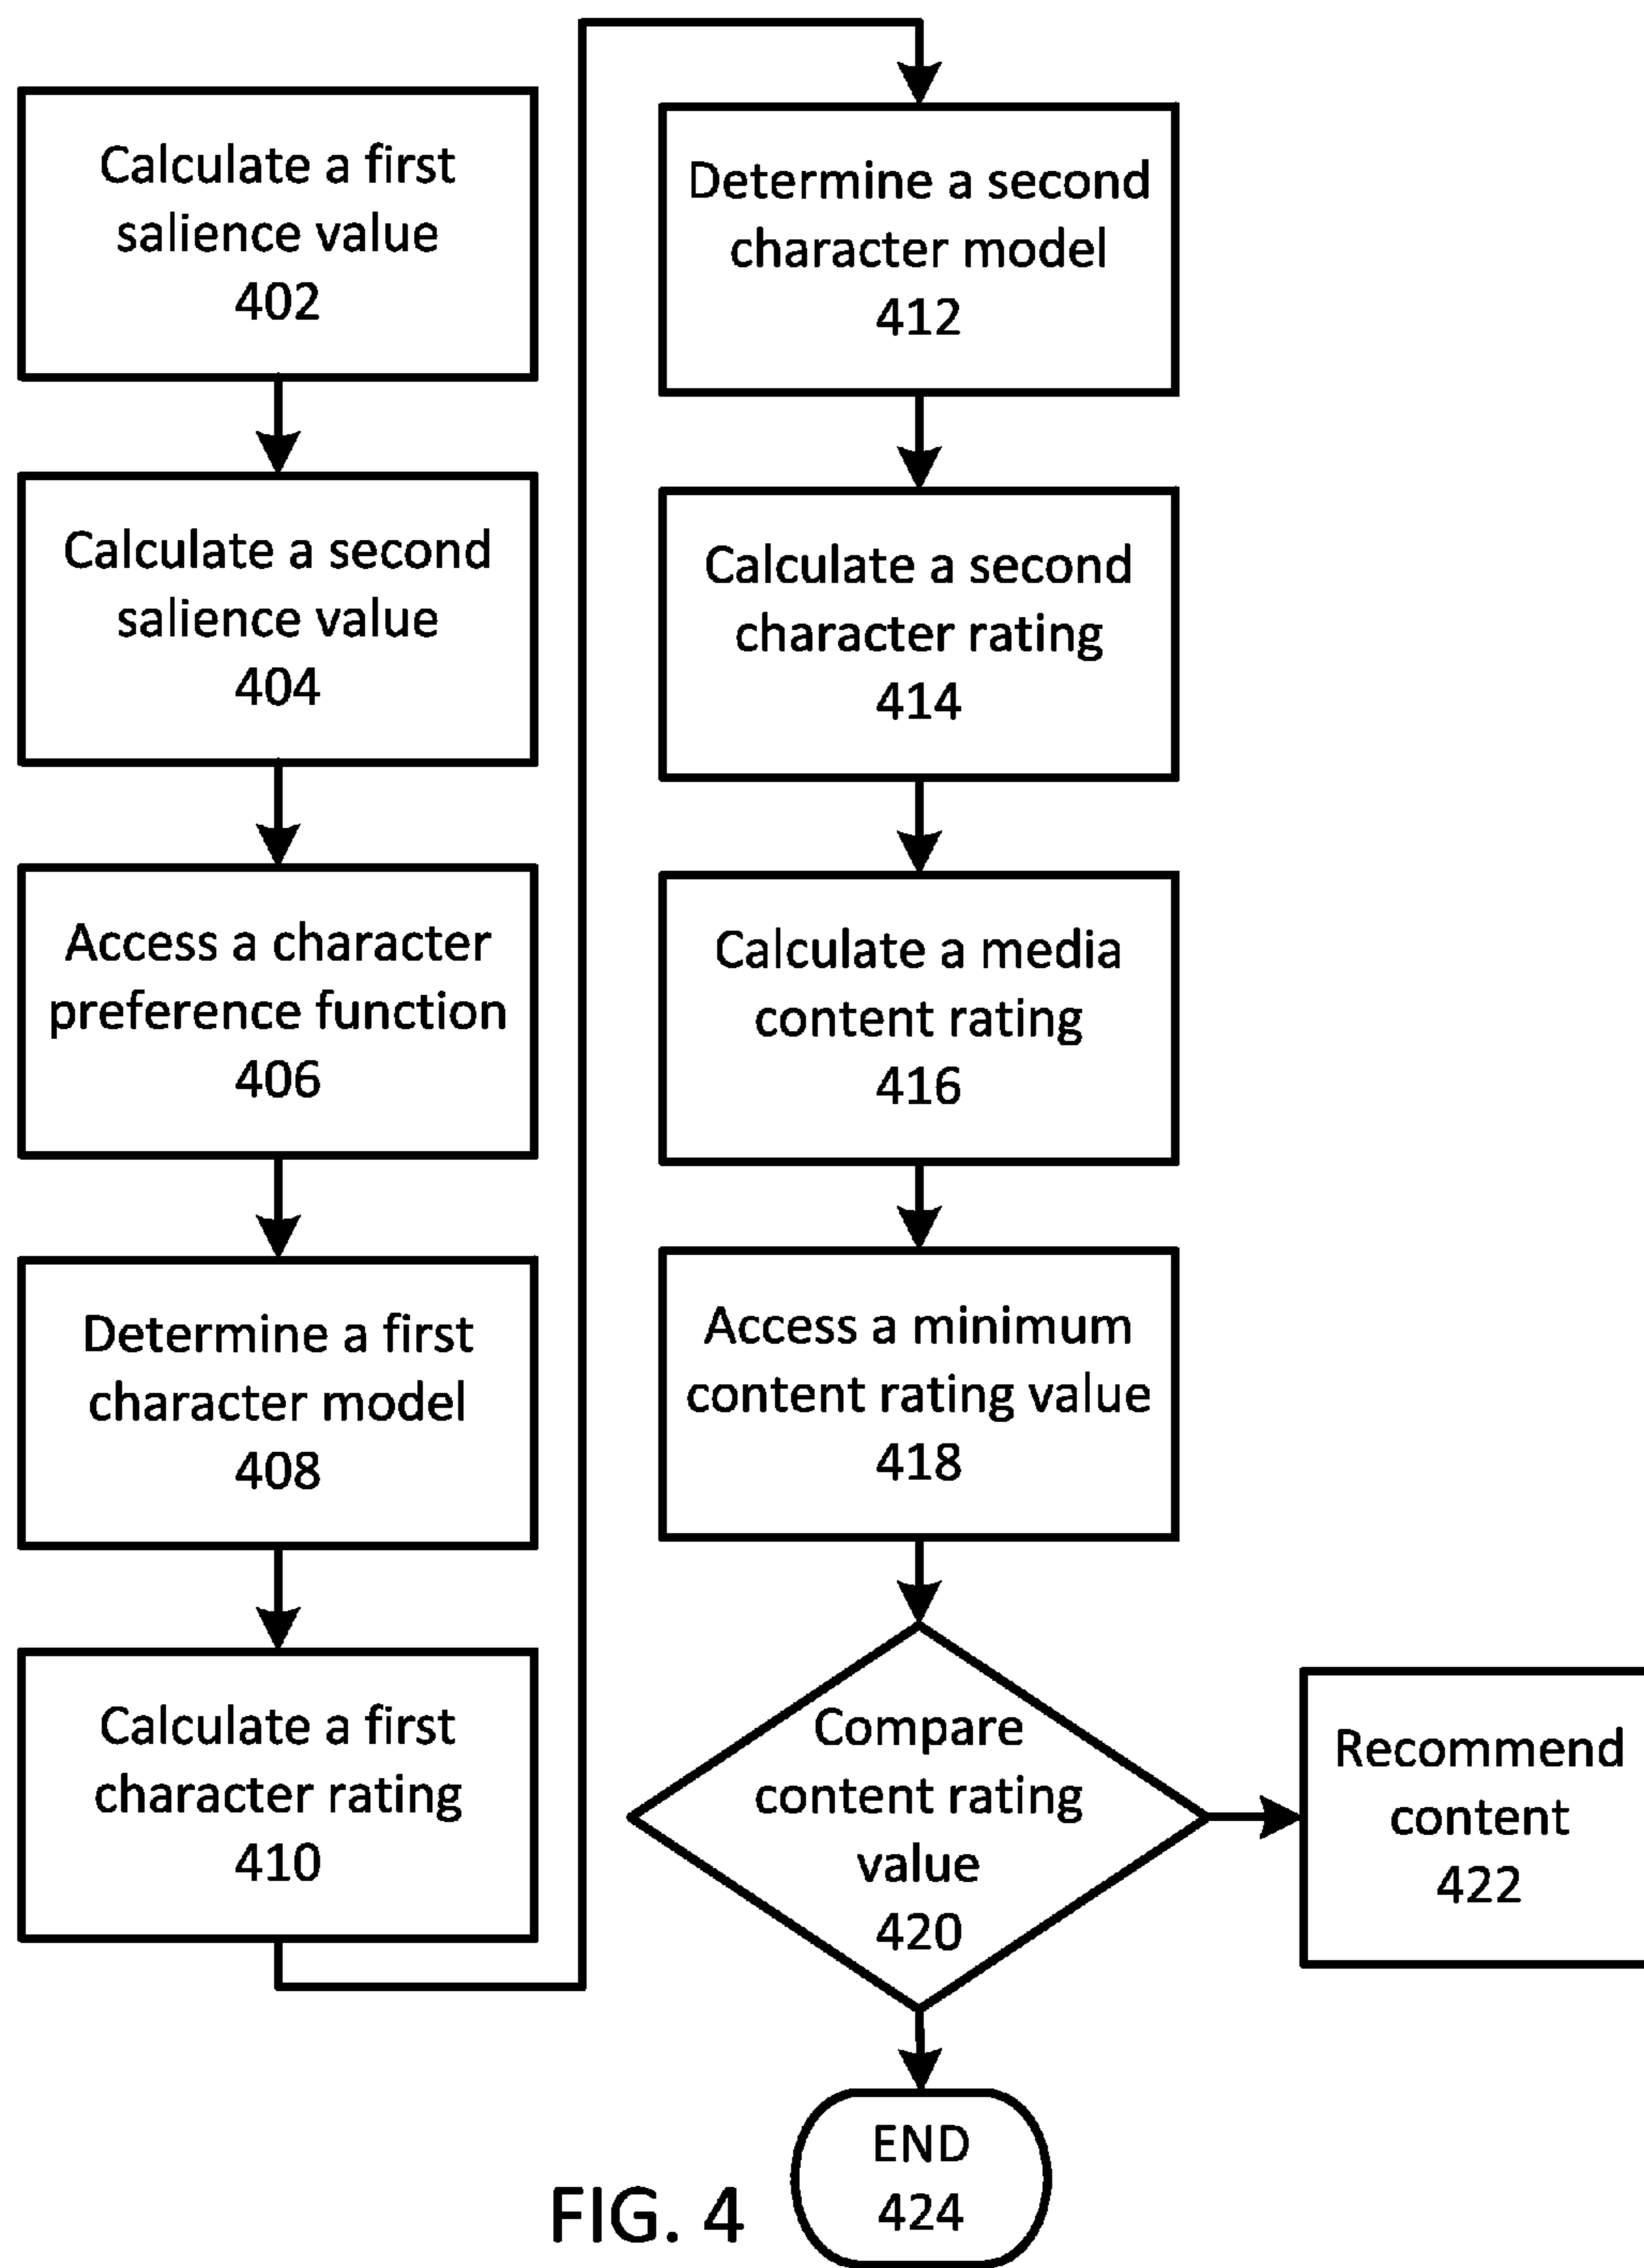 Calculate a first
salience value
402
Calculate a second
salience value
404
Access a character
preference function
406
Determine a first
character model
408
Calculate a first
character rating
410
Determine a second
character model
412
Calculate a second
character rating
414
Calculate a media
content rating
416
Access a minimum
content rating value
418
Compare
content rating
value
420
Recommend
content
422
END
424
FIG. 4